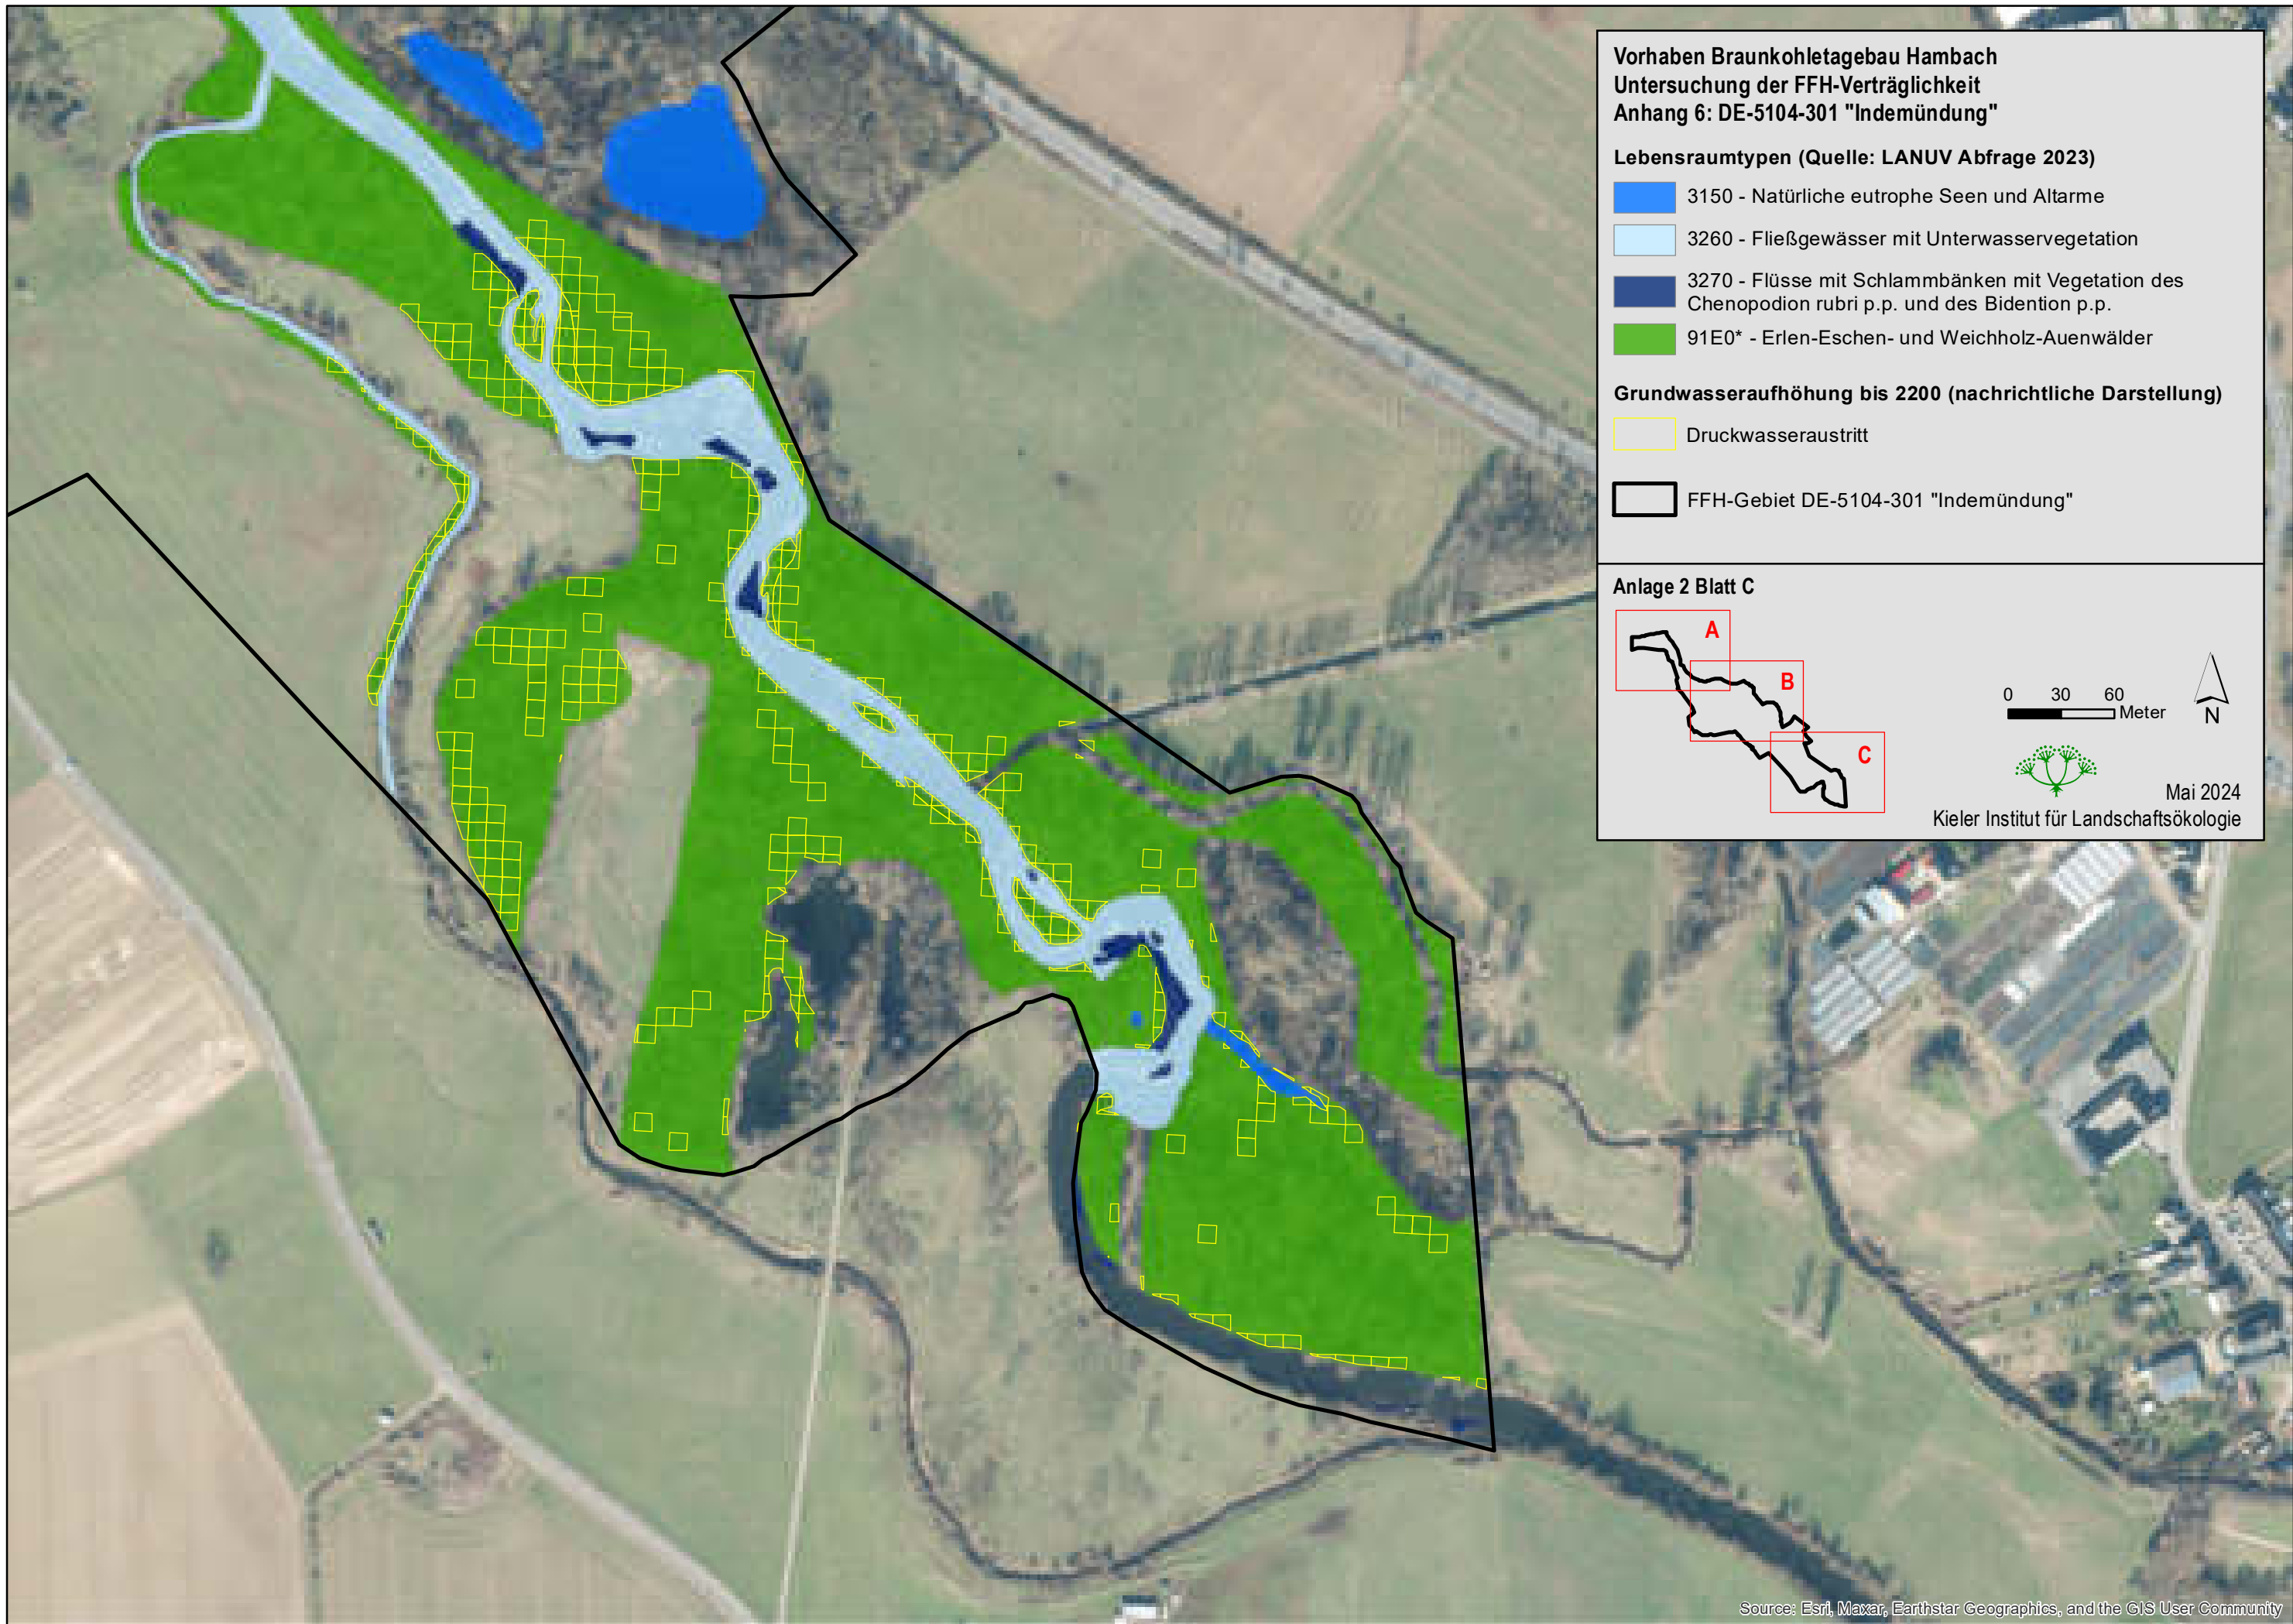 Vorhaben Braunkohletagebau Hambach
Untersuchung der FFH-Verträglichkeit
Anhang 6: DE-5104-301 "Indemündung"
Lebensraumtypen (Quelle: LANUV Abfrage 2023)
3150 - Natürliche eutrophe Seen und Altarme
3260 - Fließgewässer mit Unterwasservegetation
3270 - Flüsse mit Schlammbänken mit Vegetation des
Chenopodion rubri p.p. und des Bidention p.p.
91E0* - Erlen-Eschen- und Weichholz-Auenwälder
Grundwasseraufhöhung bis 2200 (nachrichtliche Darstellung)
Druckwasseraustritt
FFH-Gebiet DE-5104-301 "Indemündung"
Anlage 2 Blatt C
A
B
C
0 30 60
Meter
N
Mai 2024
Kieler Institut für Landschaftsökologie
Source: Esri, Maxar, Earthstar Geographics, and the GIS User Community